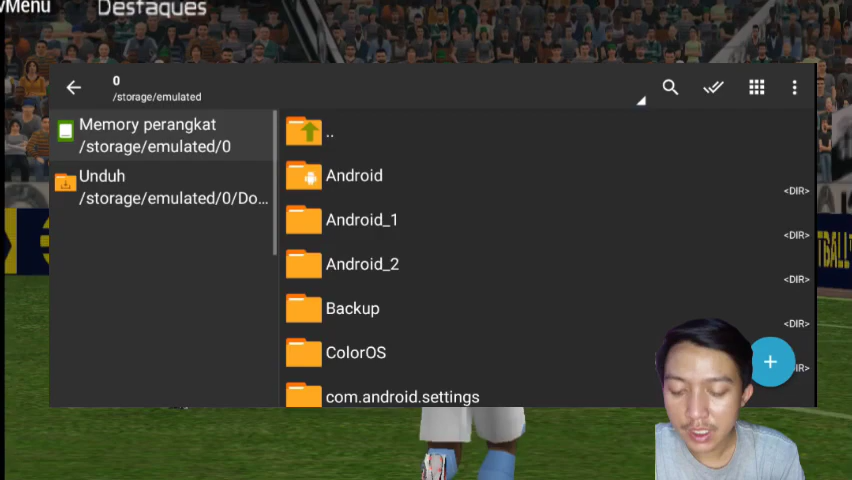 Menu
Destaques
0
/storage/emulated
Memory perangkat
/storage/emulated/0
Unduh
/storage/emulated/0/Do...
..
Android
<DIR>
Android_1
<DIR>
Android_2
<DIR>
Backup
<DIR>
ColorOS
<DIR>
com.android.settings